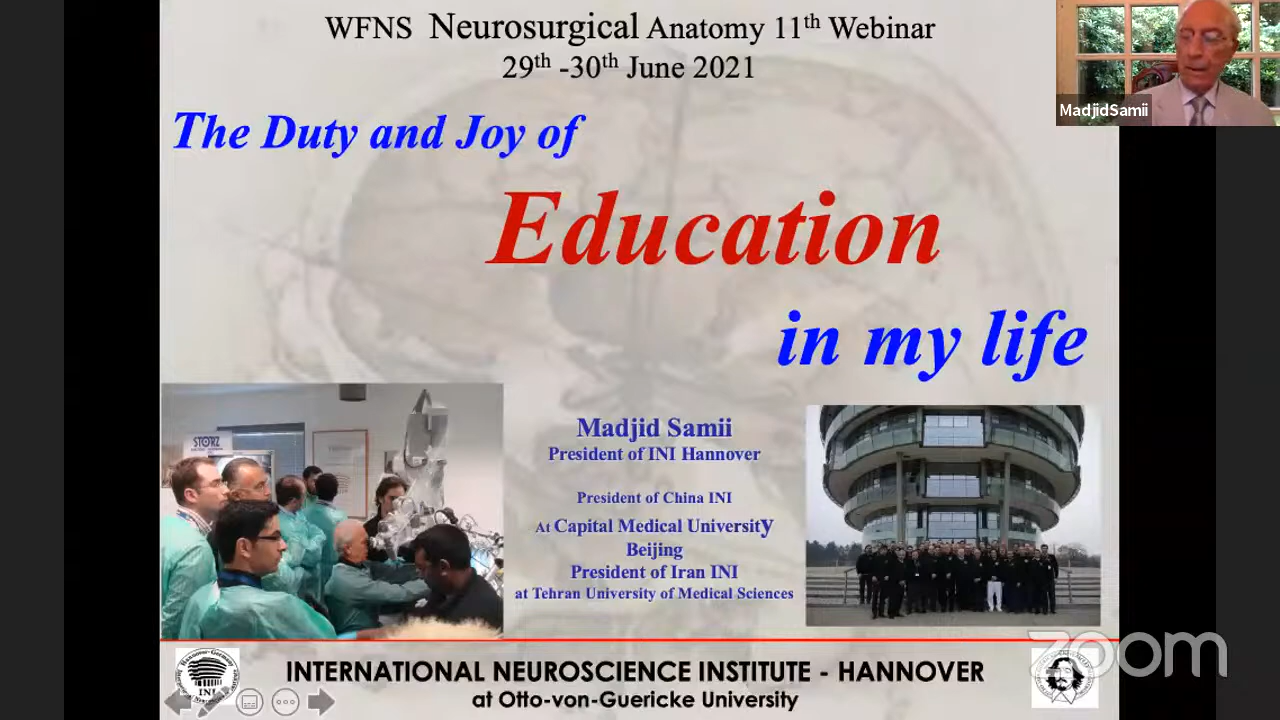 WFNS Neurosurgical Anatomy 11th Webinar
29th -30th June 2021
MadjidSamii
The Duty and Joy of
Education
in my life
STORZ
Madjid Samii
President of INI Hannover
President of China INI
At Capital Medical University
Beijing
President of Iran INI
at Tehran University of Medical Sciences
INI
INTERNATIONAL NEUROSCIENCE INSTITUTE - HANNOVER
at Otto-von-Guericke University
zoom